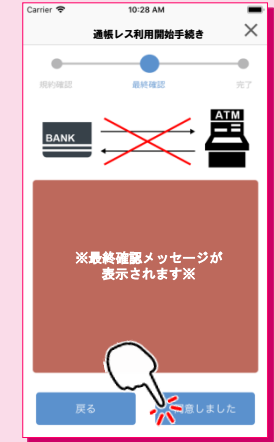 Carrier 10:28 AM
通帳レス利用開始手続き
規約確認 最終確認 完了
ATM
BANK
※最終確認メッセージが
表示されます※
戻る 意しました